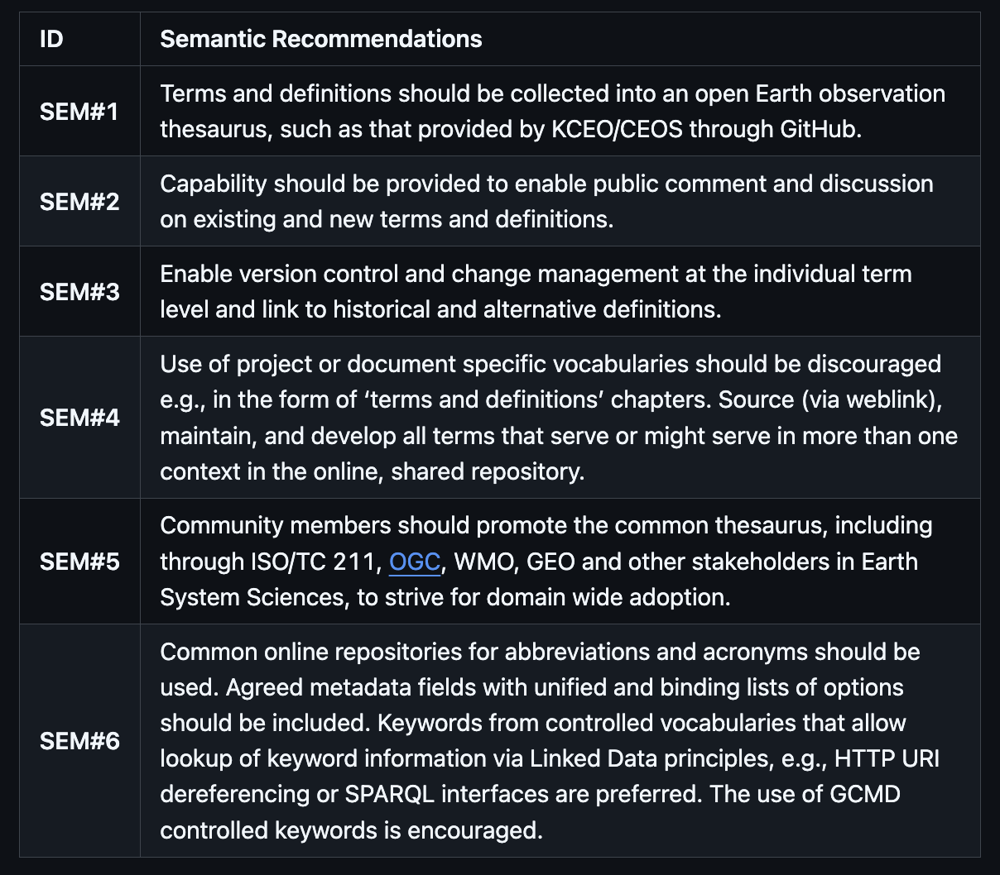 ID
Semantic Recommendations
SEM#1
Terms and definitions should be collected into an open Earth observation
thesaurus, such as that provided by KCEO/CEOS through GitHub.
SEM#2
Capability should be provided to enable public comment and discussion
on existing and new terms and definitions.
SEM#3
Enable version control and change management at the individual term
level and link to historical and alternative definitions.
SEM#4
Use of project or document specific vocabularies should be discouraged
e.g., in the form of ‘terms and definitions’ chapters. Source (via weblink),
maintain, and develop all terms that serve or might serve in more than one
context in the online, shared repository.
SEM#5
Community members should promote the common thesaurus, including
through ISO/TC 211, OGC, WMO, GEO and other stakeholders in Earth
System Sciences, to strive for domain wide adoption.
SEM#6
Common online repositories for abbreviations and acronyms should be
used. Agreed metadata fields with unified and binding lists of options
should be included. Keywords from controlled vocabularies that allow
lookup of keyword information via Linked Data principles, e.g., HTTP URI
dereferencing or SPARQL interfaces are preferred. The use of GCMD
controlled keywords is encouraged.